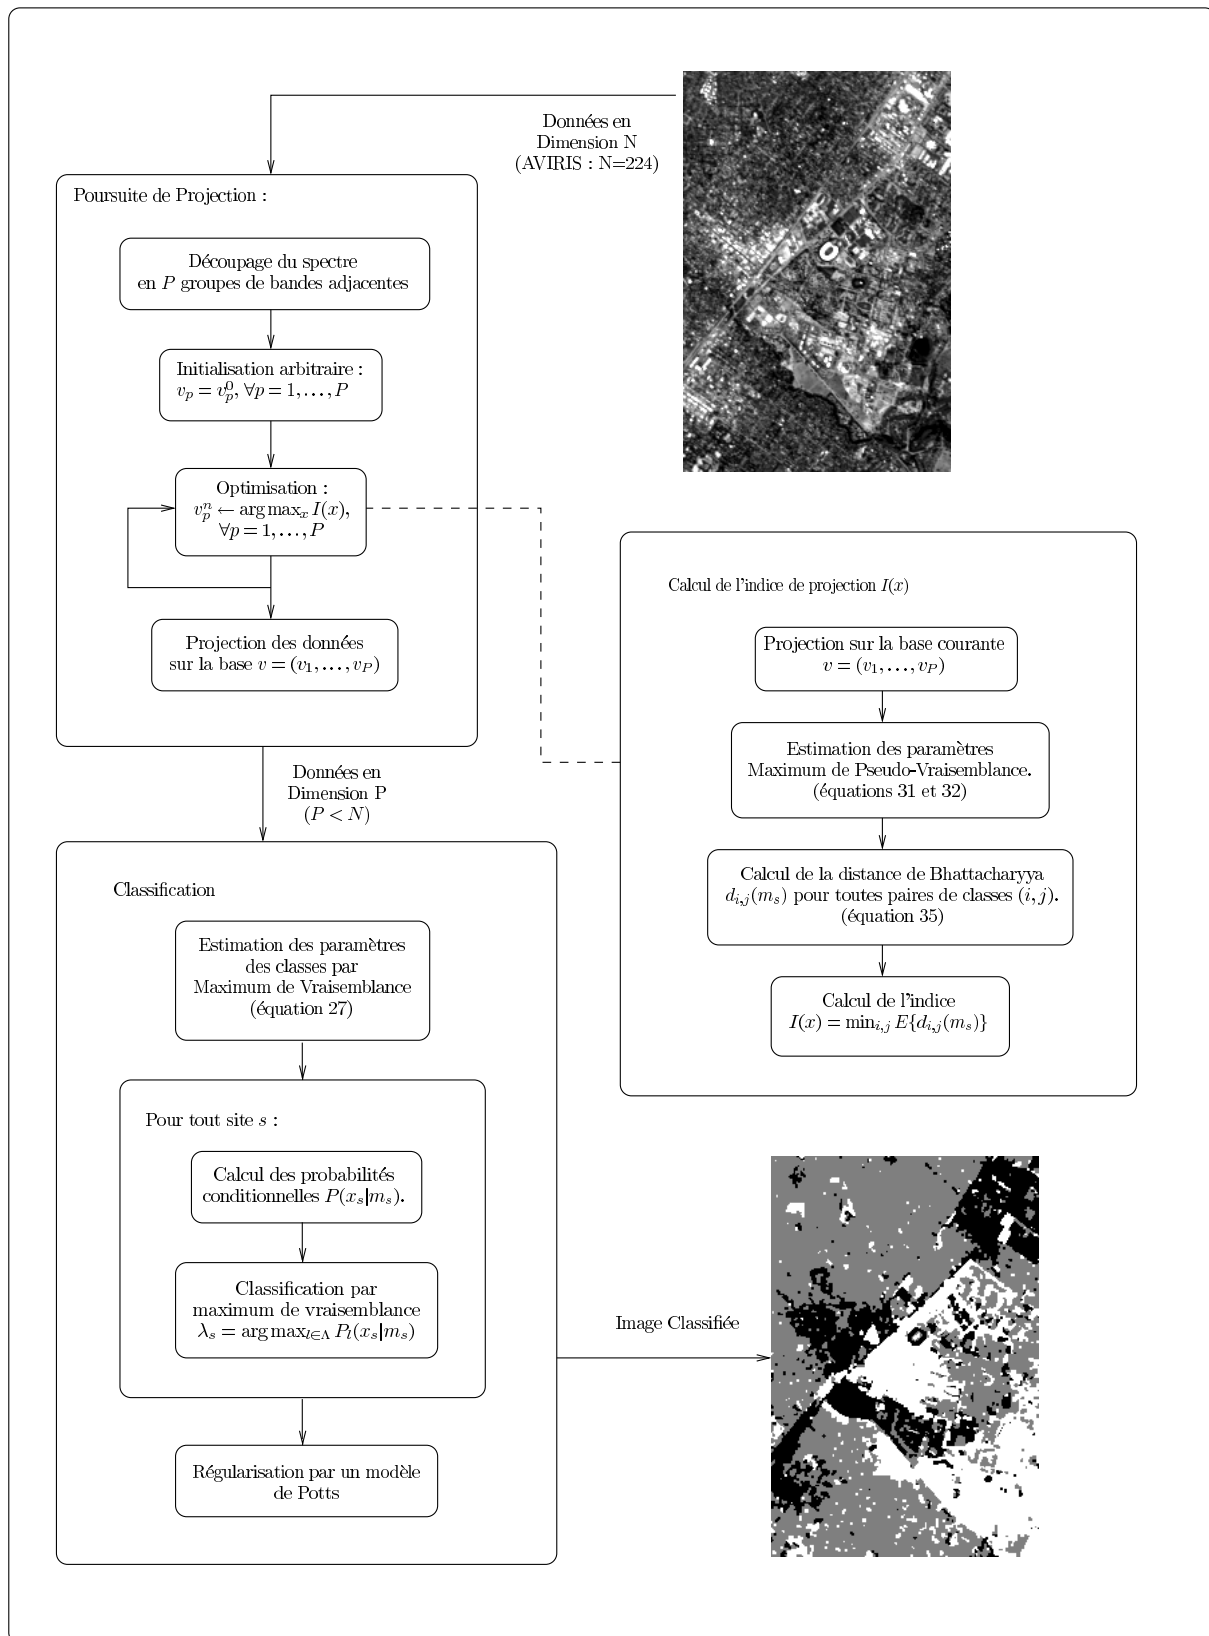 Données en
Dimension N
(AVIRIS : N=224)
Poursuite de Projection :
Découpage du spectre
en P groupes de bandes adjacentes
Initialisation arbitraire :
v_p = v_p^0, ∀p = 1, . . . , P
Optimisation :
v_p^n ← arg max_x I(x),
∀p = 1, . . . , P
Projection des données
sur la base v = (v_1, . . . , v_P)
Données en
Dimension P
(P < N)
Calcul de l'indice de projection I(x)
Projection sur la base courante
v = (v_1, . . . , v_P)
Estimation des paramètres
Maximum de Pseudo-Vraisemblance.
(équations 31 et 32)
Calcul de la distance de Bhattacharyya
d_{i,j}(m_s) pour toutes paires de classes (i, j).
(équation 35)
Calcul de l'indice
I(x) = min_{i,j} E{d_{i,j}(m_s)}
Classification
Estimation des paramètres
des classes par
Maximum de Vraisemblance
(équation 27)
Pour tout site s :
Calcul des probabilités
conditionnelles P(x_s|m_s).
Classification par
maximum de vraisemblance
λ_s = arg max_{l∈Λ} P_l(x_s|m_s)
Régularisation par un modèle
de Potts
Image Classifiée